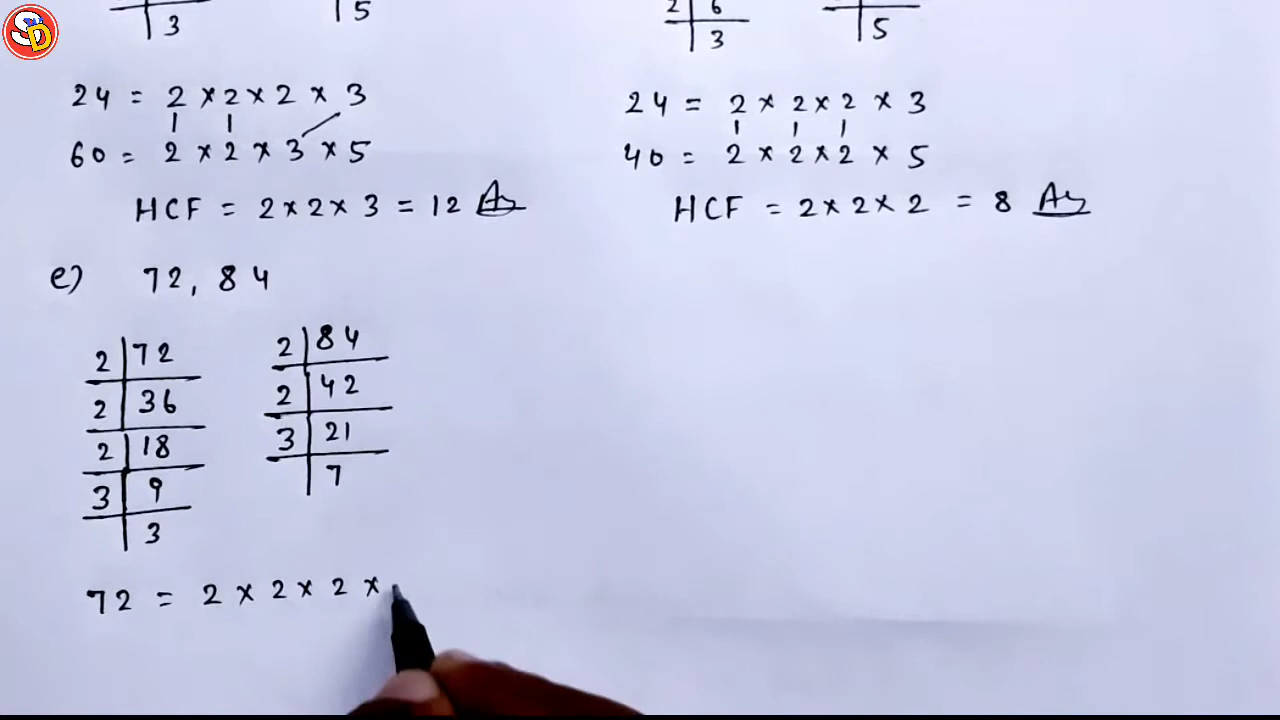 SD
3
5
2 | 6
3
5
24 = 2 × 2 × 2 × 3
60 = 2 × 2 × 3 × 5
HCF = 2 × 2 × 3 = 12 Ans
24 = 2 × 2 × 2 × 3
40 = 2 × 2 × 2 × 5
HCF = 2 × 2 × 2 = 8 Ans
e) 72, 84
2 | 72
2 | 36
2 | 18
3 | 9
3
2 | 84
2 | 42
3 | 21
7
72 = 2 × 2 × 2 ×